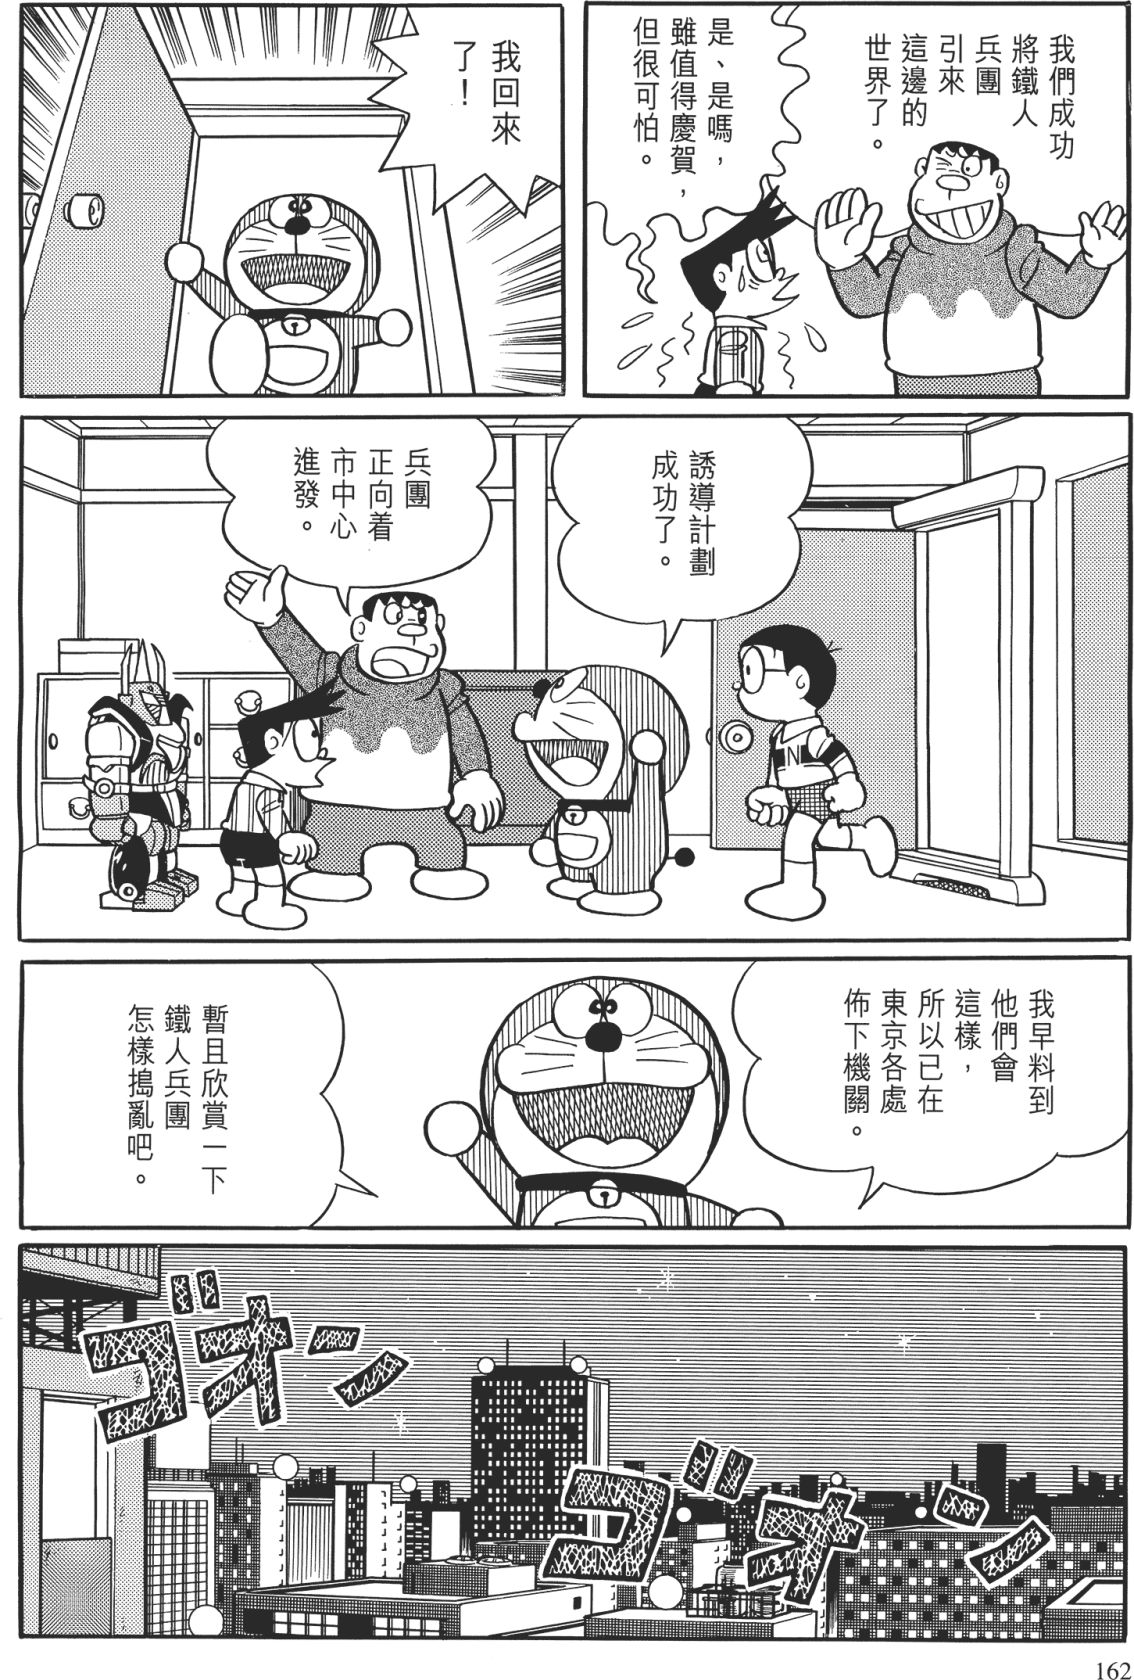 我們成功
將鐵人
兵團
引來
這邊的
世界了。
是、是嗎，
雖值得慶賀，
但很可怕。
我回來
了！
誘導計劃
成功了。
兵團
正向着
市中心
進發。
N
我早料到
他們會
這樣，
所以已在
東京各處
佈下機關。
暫且欣賞一下
鐵人兵團
怎樣搗亂吧。
ゴオン
ゴオン
162